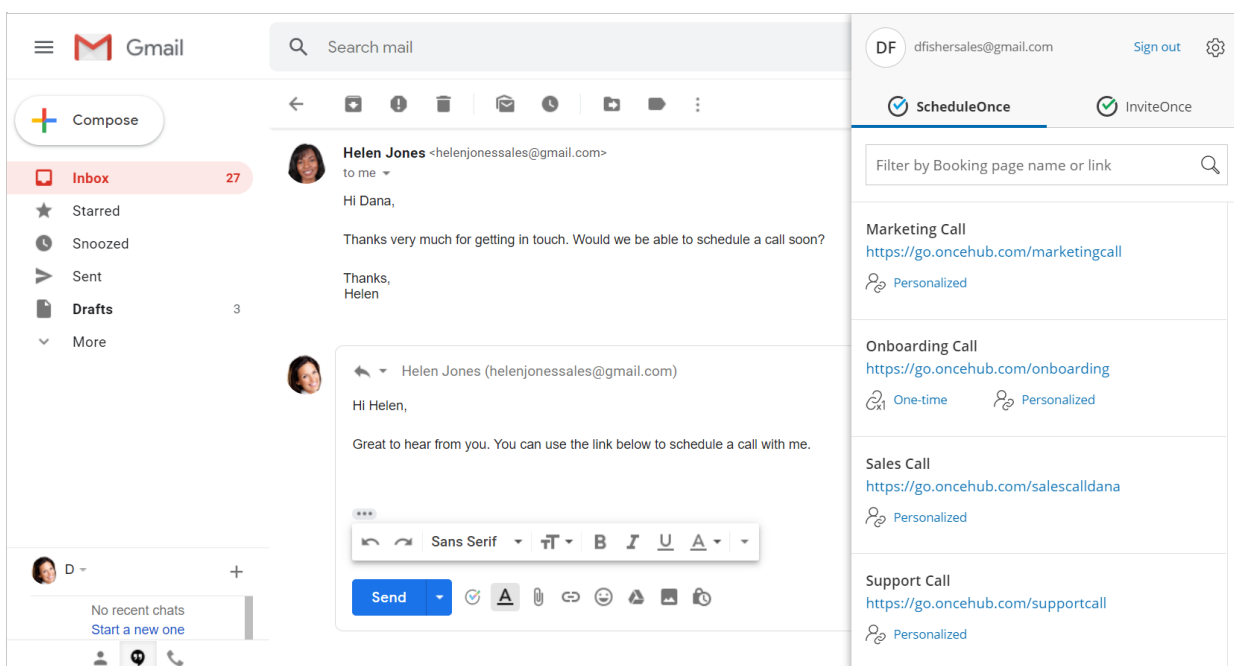 Gmail
Search mail
Compose
Inbox 27
Starred
Snoozed
Sent
Drafts 3
More
Helen Jones <helenjonessales@gmail.com>
to me
Hi Dana,
Thanks very much for getting in touch. Would we be able to schedule a call soon?
Thanks,
Helen
Helen Jones (helenjonessales@gmail.com)
Hi Helen,
Great to hear from you. You can use the link below to schedule a call with me.
Sans Serif
B I U A
Send
A
D
No recent chats
Start a new one
DF dfishersales@gmail.com Sign out
ScheduleOnce InviteOnce
Filter by Booking page name or link
Marketing Call
https://go.oncehub.com/marketingcall
Personalized
Onboarding Call
https://go.oncehub.com/onboarding
x1 One-time Personalized
Sales Call
https://go.oncehub.com/salescalldana
Personalized
Support Call
https://go.oncehub.com/supportcall
Personalized